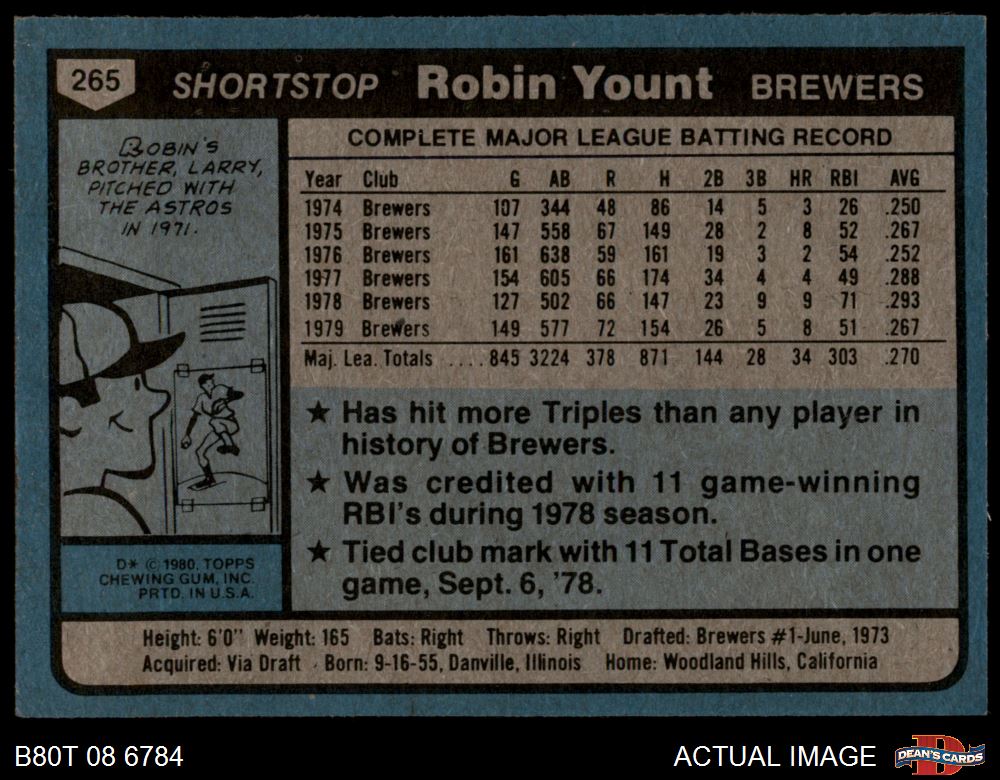 265 SHORTSTOP Robin Yount BREWERS
ROBIN'S
BROTHER, LARRY,
PITCHED WITH
THE ASTROS
IN 1971.
COMPLETE MAJOR LEAGUE BATTING RECORD
Year Club G AB R H 2B 3B HR RBI AVG
1974 Brewers 107 344 48 86 14 5 3 26 .250
1975 Brewers 147 558 67 149 28 2 8 52 .267
1976 Brewers 161 638 59 161 19 3 2 54 .252
1977 Brewers 154 605 66 174 34 4 4 49 .288
1978 Brewers 127 502 66 147 23 9 9 71 .293
1979 Brewers 149 577 72 154 26 5 8 51 .267
Maj. Lea. Totals ....845 3224 378 871 144 28 34 303 .270
★ Has hit more Triples than any player in
history of Brewers.
★ Was credited with 11 game-winning
RBI's during 1978 season.
★ Tied club mark with 11 Total Bases in one
game, Sept. 6, '78.
D* © 1980. TOPPS
CHEWING GUM, INC.
PRTD. IN U.S.A.
Height: 6'0" Weight: 165 Bats: Right Throws: Right Drafted: Brewers #1-June, 1973
Acquired: Via Draft Born: 9-16-55, Danville, Illinois Home: Woodland Hills, California
B80T 08 6784
ACTUAL IMAGE
DEAN'S CARDS